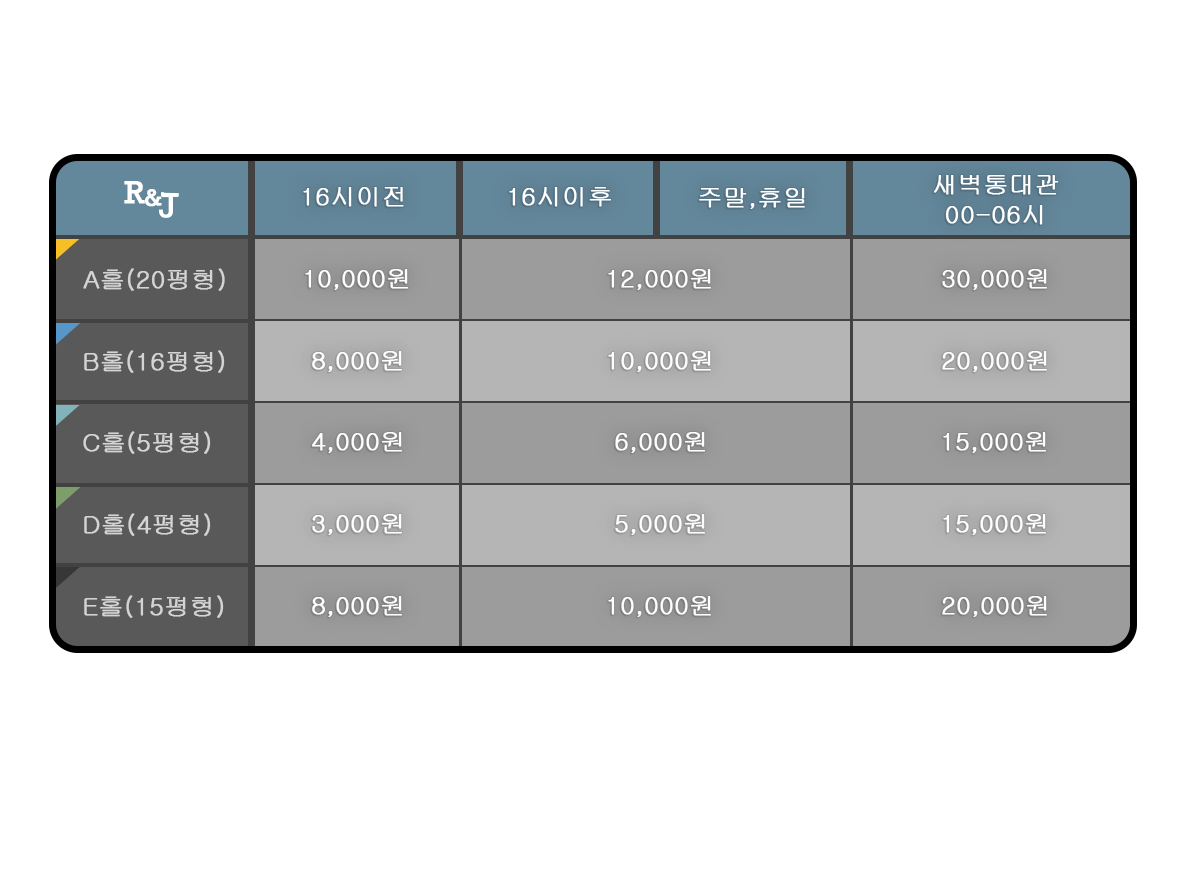 R&J 16시이전 16시이후 주말,휴일 새벽통대관
00-06시
A홀(20평형) 10,000원 12,000원 30,000원
B홀(16평형) 8,000원 10,000원 20,000원
C홀(5평형) 4,000원 6,000원 15,000원
D홀(4평형) 3,000원 5,000원 15,000원
E홀(15평형) 8,000원 10,000원 20,000원